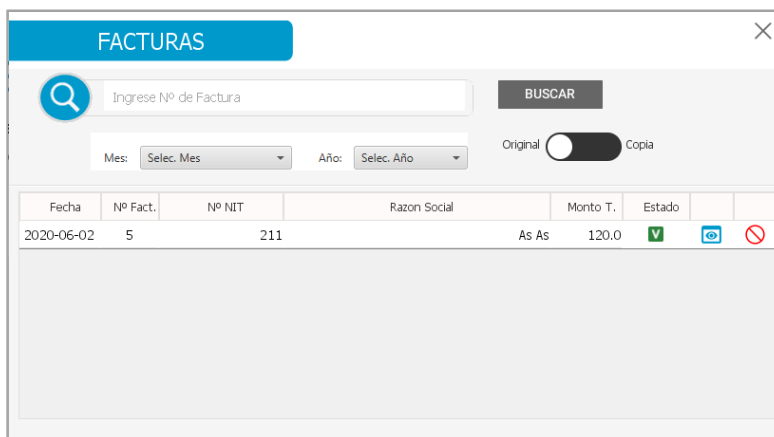 FACTURAS
Ingrese Nº de Factura
BUSCAR
Mes: Selec. Mes Año: Selec. Año Original Copia
Fecha Nº Fact. Nº NIT Razon Social Monto T. Estado
2020-06-02 5 211 As As 120.0 V